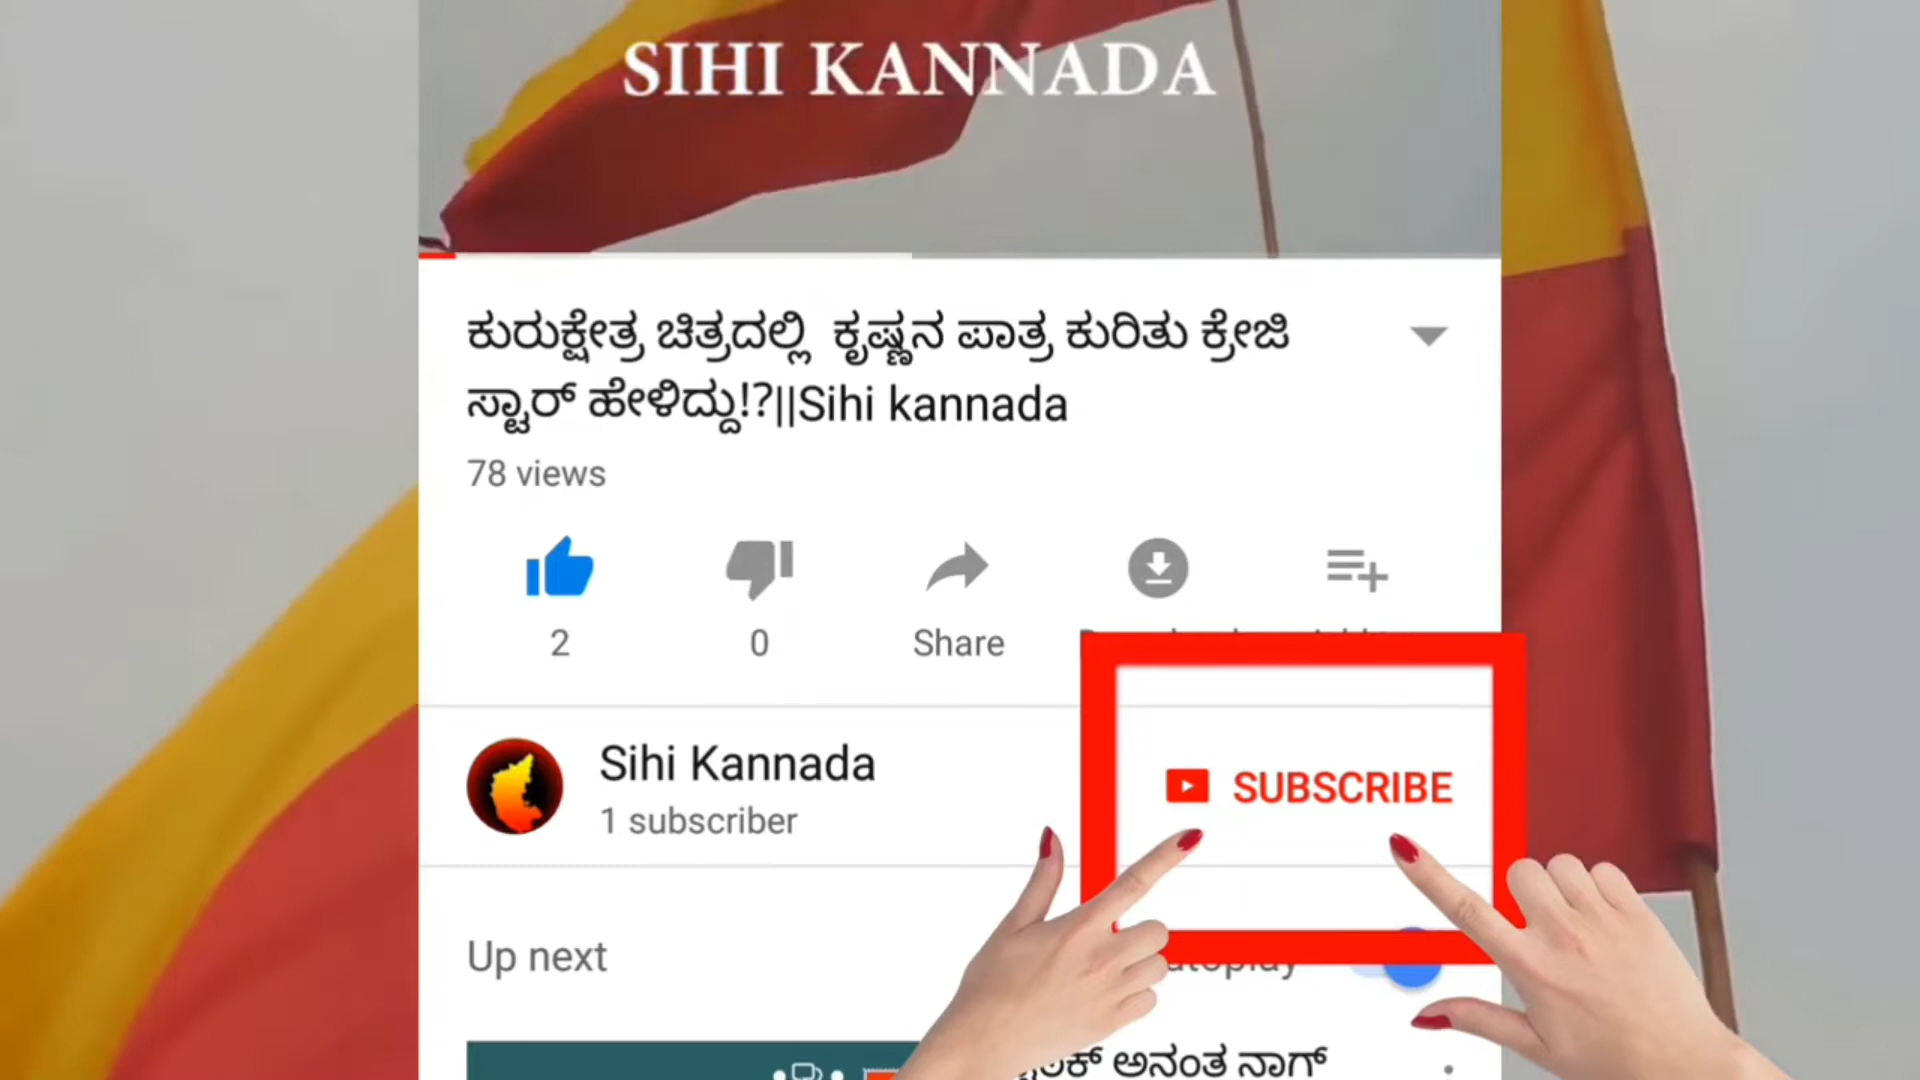 SIHI KANNADA
ಕುರುಕ್ಷೇತ್ರ ಚಿತ್ರದಲ್ಲಿ ಕೃಷ್ಣನ ಪಾತ್ರ ಕುರಿತು ಕ್ರೇಜಿ
ಸ್ಟಾರ್ ಹೇಳಿದ್ದು!?||Sihi kannada
78 views
2
0
Share
Sihi Kannada
1 subscriber
SUBSCRIBE
Up next
ಅನಂತ ನಾಗ್